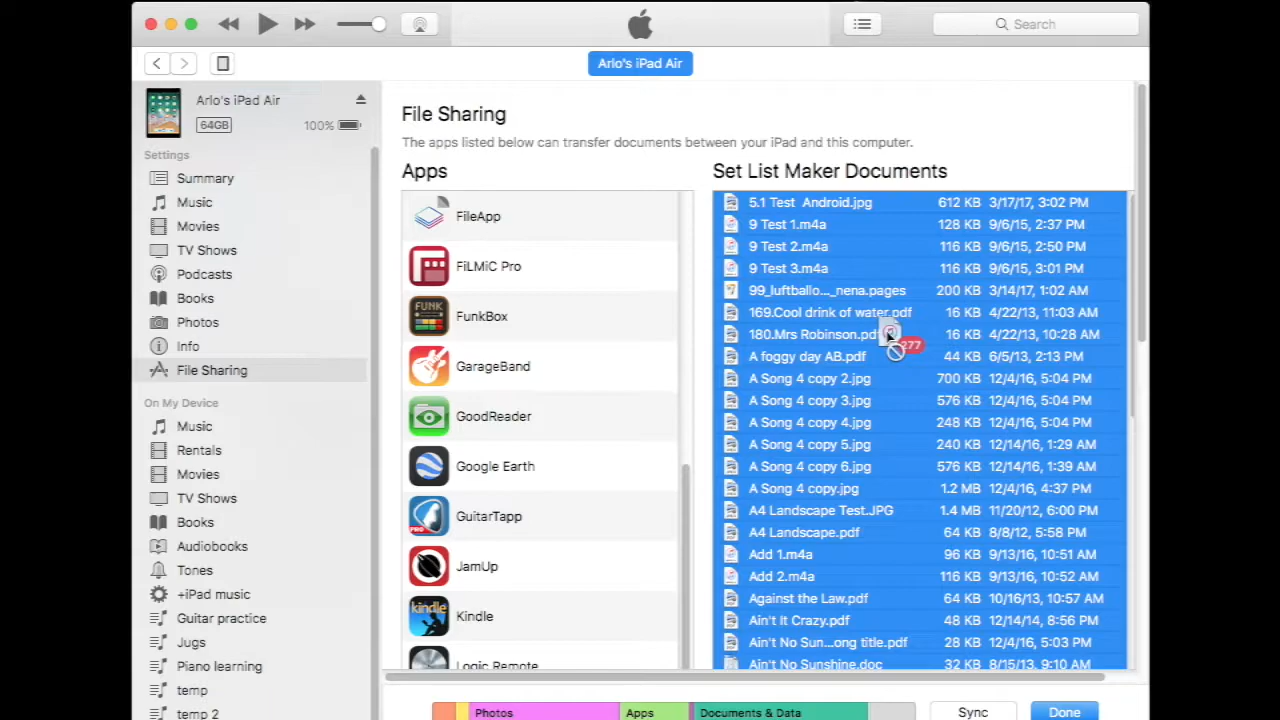 Search
Arlo's iPad Air
Arlo's iPad Air
64GB
100%
Settings
Summary
Music
Movies
TV Shows
Podcasts
Books
Photos
Info
File Sharing
On My Device
Music
Rentals
Movies
TV Shows
Books
Audiobooks
Tones
+iPad music
Guitar practice
Jugs
Piano learning
temp
temp 2
File Sharing
The apps listed below can transfer documents between your iPad and this computer.
Apps
FileApp
FiLMiC Pro
FUNK
FunkBox
GarageBand
GoodReader
Google Earth
PRO
GuitarTapp
JamUp
kindle
Kindle
Logic Remote
Set List Maker Documents
5.1 Test Android.jpg 612 KB 3/17/17, 3:02 PM
9 Test 1.m4a 128 KB 9/6/15, 2:37 PM
9 Test 2.m4a 116 KB 9/6/15, 2:50 PM
9 Test 3.m4a 116 KB 9/6/15, 3:01 PM
99_luftballo..._nena.pages 200 KB 3/14/17, 1:02 AM
169.Cool drink of water.pdf 16 KB 4/22/13, 11:03 AM
180.Mrs Robinson.pdf 16 KB 4/22/13, 10:28 AM
277
A foggy day AB.pdf 44 KB 6/5/13, 2:13 PM
A Song 4 copy 2.jpg 700 KB 12/4/16, 5:04 PM
A Song 4 copy 3.jpg 576 KB 12/4/16, 5:04 PM
A Song 4 copy 4.jpg 248 KB 12/4/16, 5:04 PM
A Song 4 copy 5.jpg 240 KB 12/14/16, 1:29 AM
A Song 4 copy 6.jpg 576 KB 12/14/16, 1:39 AM
A Song 4 copy.jpg 1.2 MB 12/4/16, 4:37 PM
A4 Landscape Test.JPG 1.4 MB 11/20/12, 6:00 PM
A4 Landscape.pdf 64 KB 8/8/12, 5:58 PM
Add 1.m4a 96 KB 9/13/16, 10:51 AM
Add 2.m4a 116 KB 9/13/16, 10:52 AM
Against the Law.pdf 64 KB 10/16/13, 10:57 AM
Ain't It Crazy.pdf 48 KB 12/14/14, 8:56 PM
Ain't No Sun...ong title.pdf 28 KB 12/4/16, 5:03 PM
Ain't No Sunshine.doc 32 KB 8/15/13, 9:10 AM
Photos
Apps
Documents & Data
Sync
Done